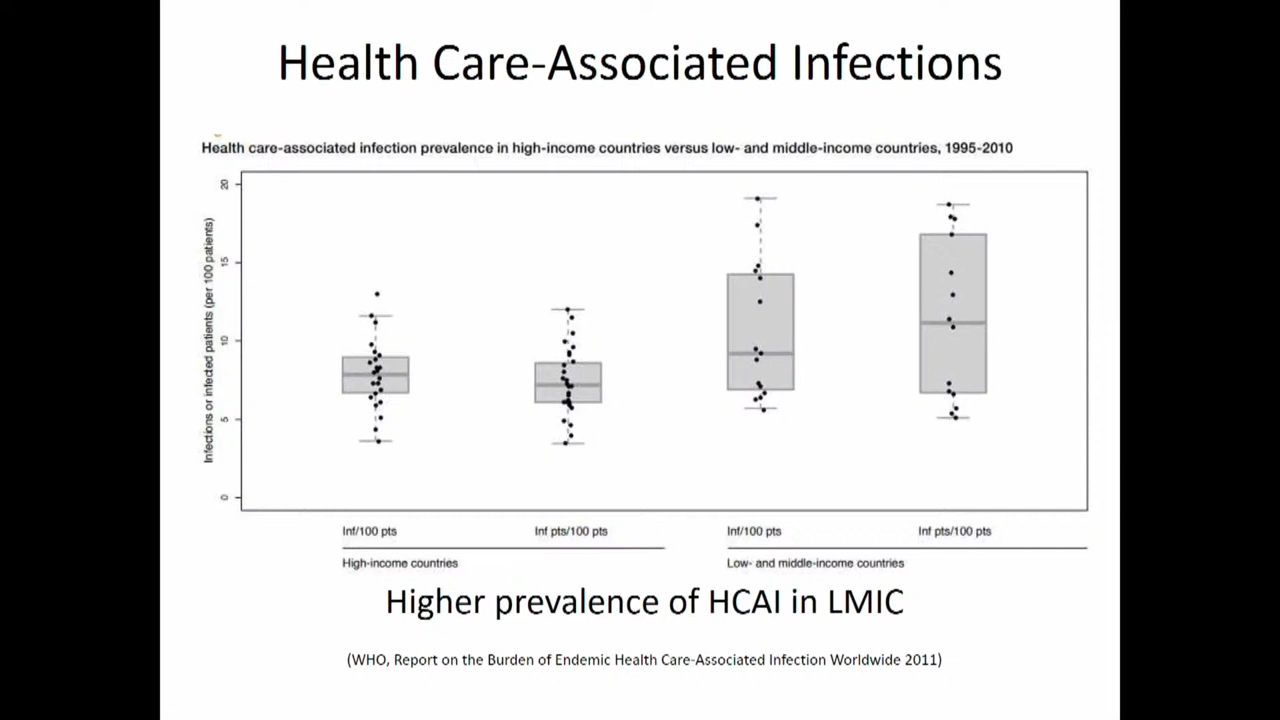 Health Care-Associated Infections
Health care-associated infection prevalence in high-income countries versus low- and middle-income countries, 1995-2010
Infections or infected patients (per 100 patients)
20
15
10
5
0
Inf/100 pts Inf pts/100 pts Inf/100 pts Inf pts/100 pts
High-income countries Low- and middle-income countries
Higher prevalence of HCAI in LMIC
(WHO, Report on the Burden of Endemic Health Care-Associated Infection Worldwide 2011)